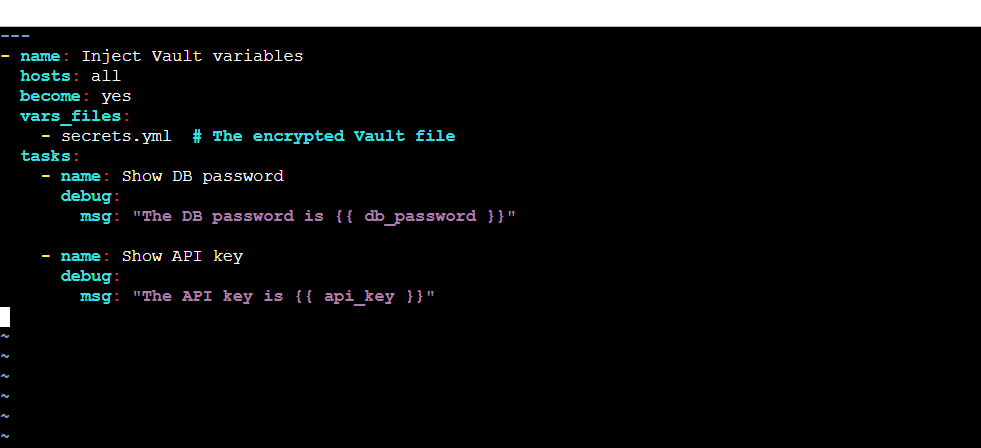 ---
- name: Inject Vault variables
  hosts: all
  become: yes
  vars_files:
    - secrets.yml  # The encrypted Vault file
  tasks:
    - name: Show DB password
      debug:
        msg: "The DB password is {{ db_password }}"

    - name: Show API key
      debug:
        msg: "The API key is {{ api_key }}"

~
~
~
~
~
~